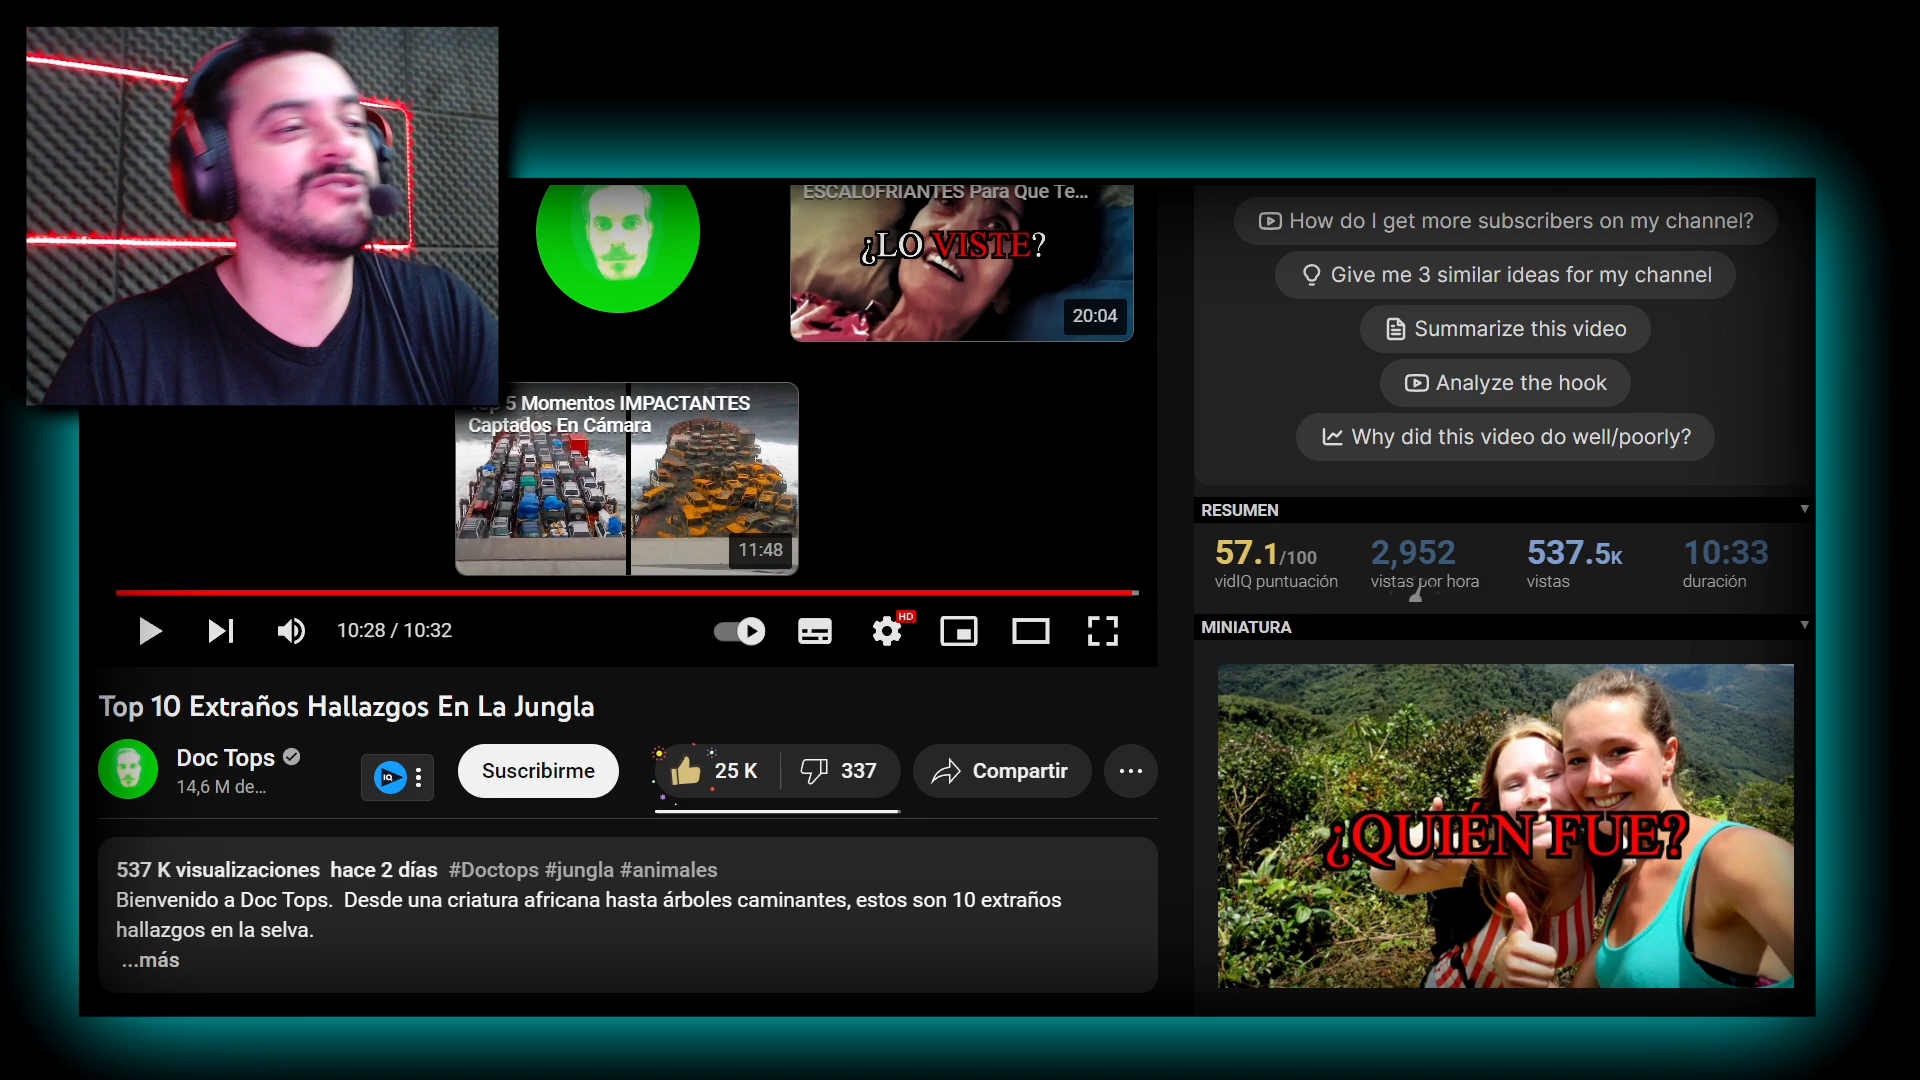 ESCALOFRIANTES Para Que Te...
¿LO VISTE?
20:04
5 Momentos IMPACTANTES
Captados En Cámara
11:48
10:28 / 10:32
HD
Top 10 Extraños Hallazgos En La Jungla
Doc Tops
14,6 M de...
IQ
Suscribirme
25 K
337
Compartir
537 K visualizaciones hace 2 días #Doctops #jungla #animales
Bienvenido a Doc Tops. Desde una criatura africana hasta árboles caminantes, estos son 10 extraños
hallazgos en la selva.
...más
How do I get more subscribers on my channel?
Give me 3 similar ideas for my channel
Summarize this video
Analyze the hook
Why did this video do well/poorly?
RESUMEN
57.1/100
vidIQ puntuación
2,952
vistas por hora
537.5K
vistas
10:33
duración
MINIATURA
¿QUIÉN FUE?